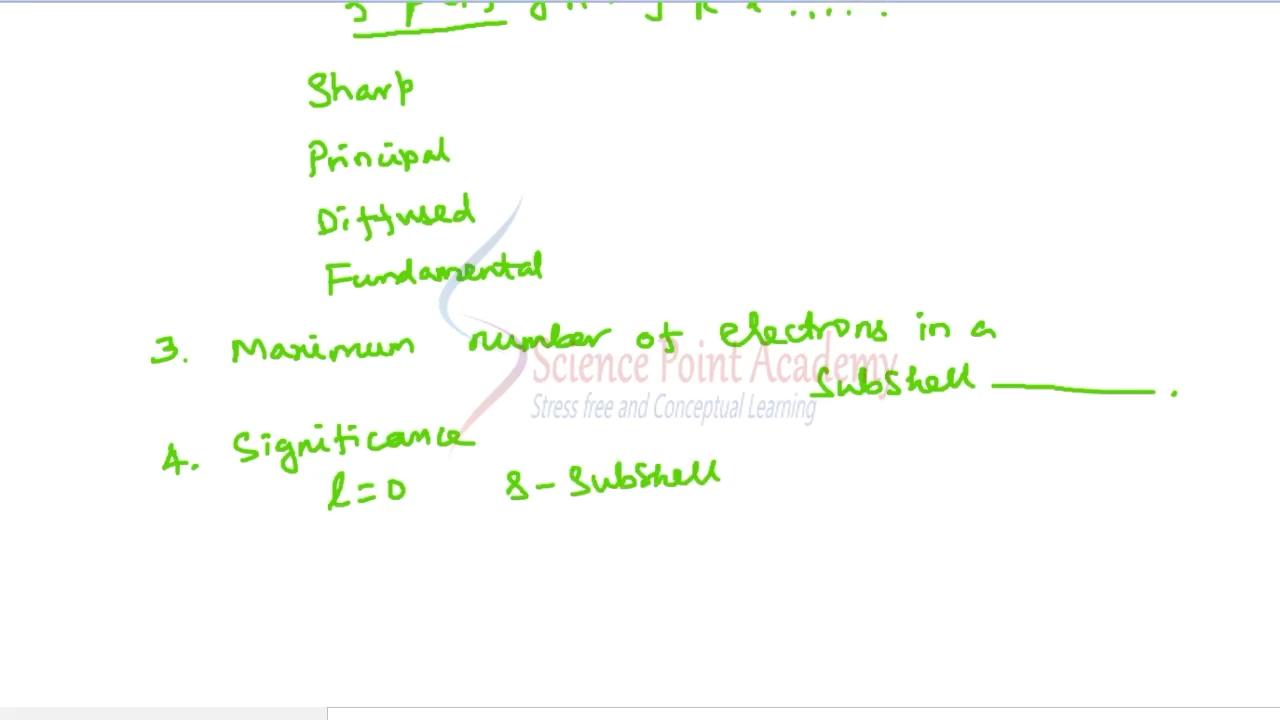 Sharp
Principal
Diffused
Fundamental
3. Maximum number of electrons in a
Subshell ________.
4. Significance
l=0 s - Subshell
Science Point Academy
Stress free and Conceptual Learning